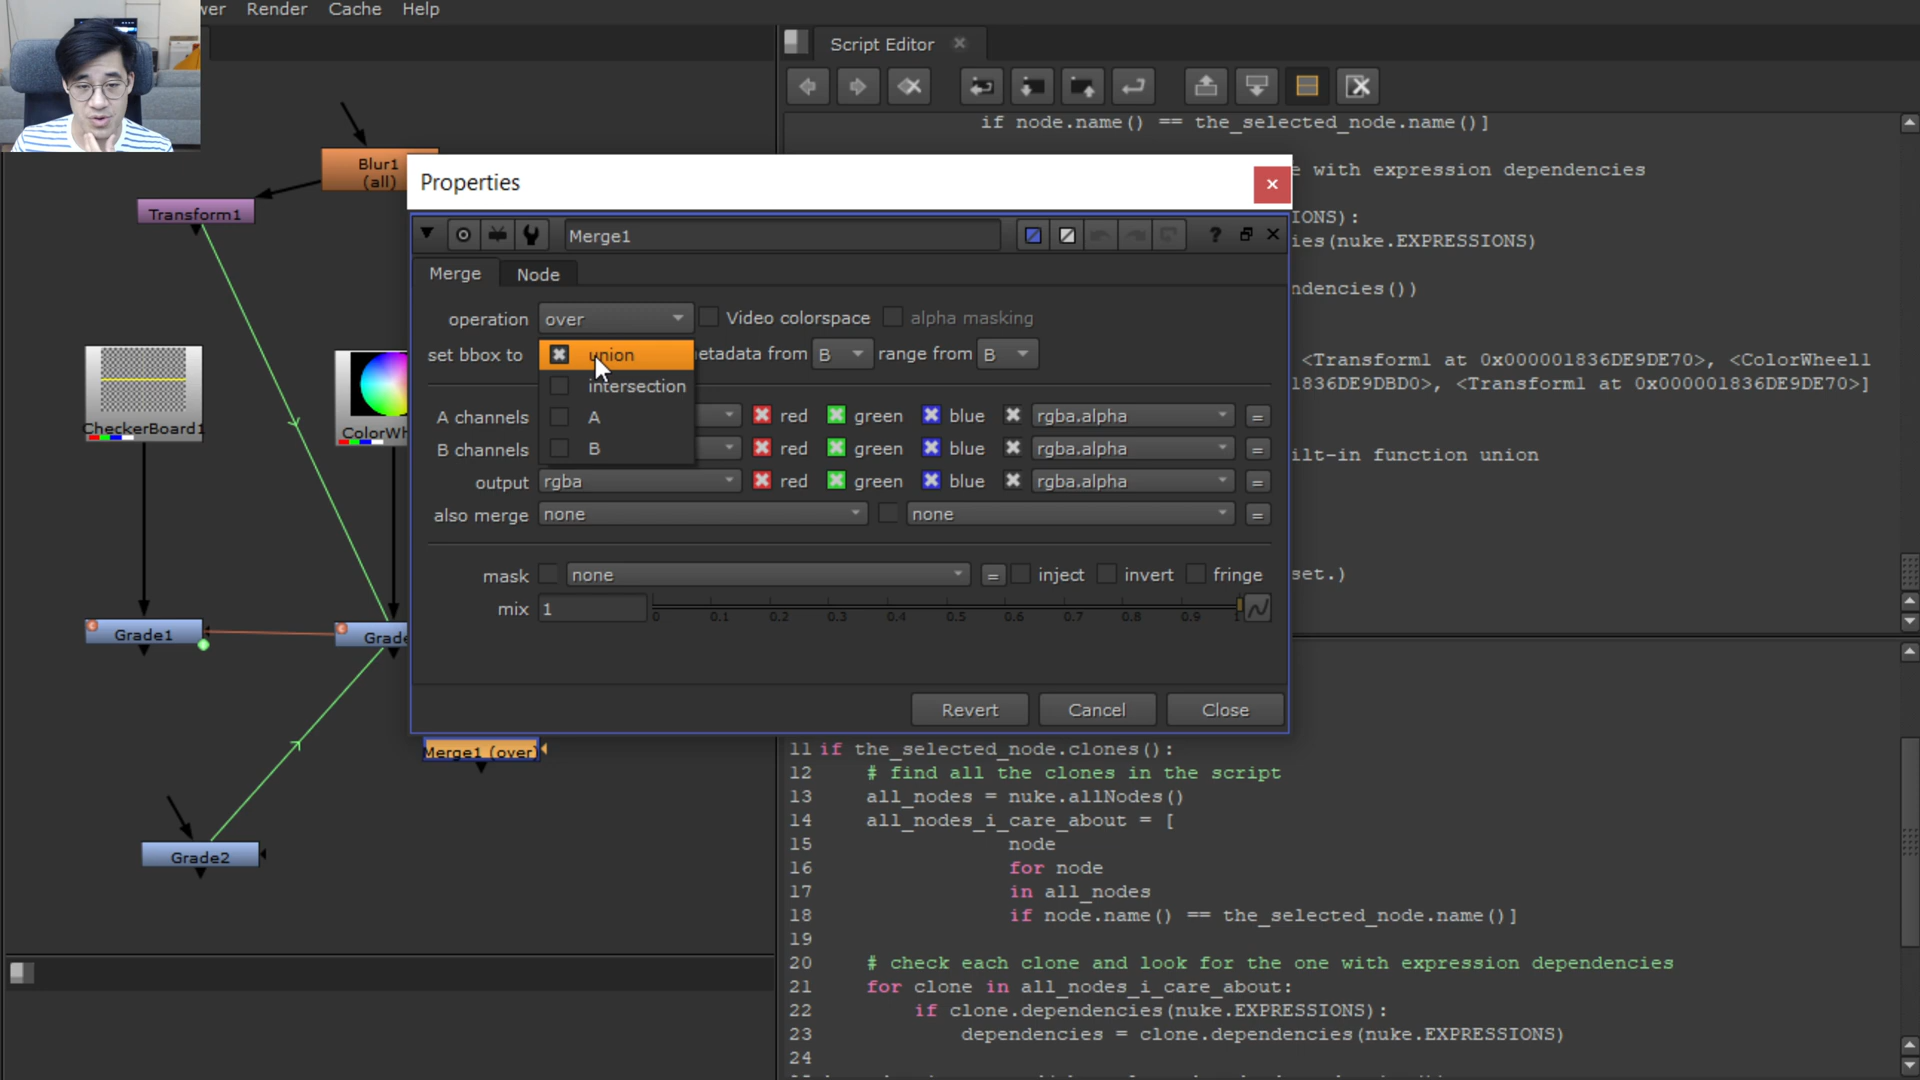 Render Cache Help
Script Editor
if node.name() == the_selected_node.name()]
Blur1
(all)
Transform1
Properties
with expression dependencies
Merge1
nuke.EXPRESSIONS)
Merge Node
ndencies())
operation over Video colorspace alpha masking
set bbox to union metadata from B range from B
<Transform1 at 0x000001836DE9DE70>, <ColorWheel1
intersection
1836DE9DBD0>, <Transform1 at 0x000001836DE9DE70>]
A channels A red green blue rgba.alpha =
CheckerBoard1
B channels B red green blue rgba.alpha =
ilt-in function union
output rgba red green blue rgba.alpha =
also merge none none =
mask none = inject invert fringe
set.)
mix 1 0 0.1 0.2 0.3 0.4 0.5 0.6 0.7 0.8 0.9 1
Grade1
Grade
Revert Cancel Close
Merge1 (over)
Grade2
11 if the_selected_node.clones():
12 # find all the clones in the script
13 all_nodes = nuke.allNodes()
14 all_nodes_i_care_about = [
15 node
16 for node
17 in all_nodes
18 if node.name() == the_selected_node.name()]
19
20 # check each clone and look for the one with expression dependencies
21 for clone in all_nodes_i_care_about:
22 if clone.dependencies(nuke.EXPRESSIONS):
23 dependencies = clone.dependencies(nuke.EXPRESSIONS)
24